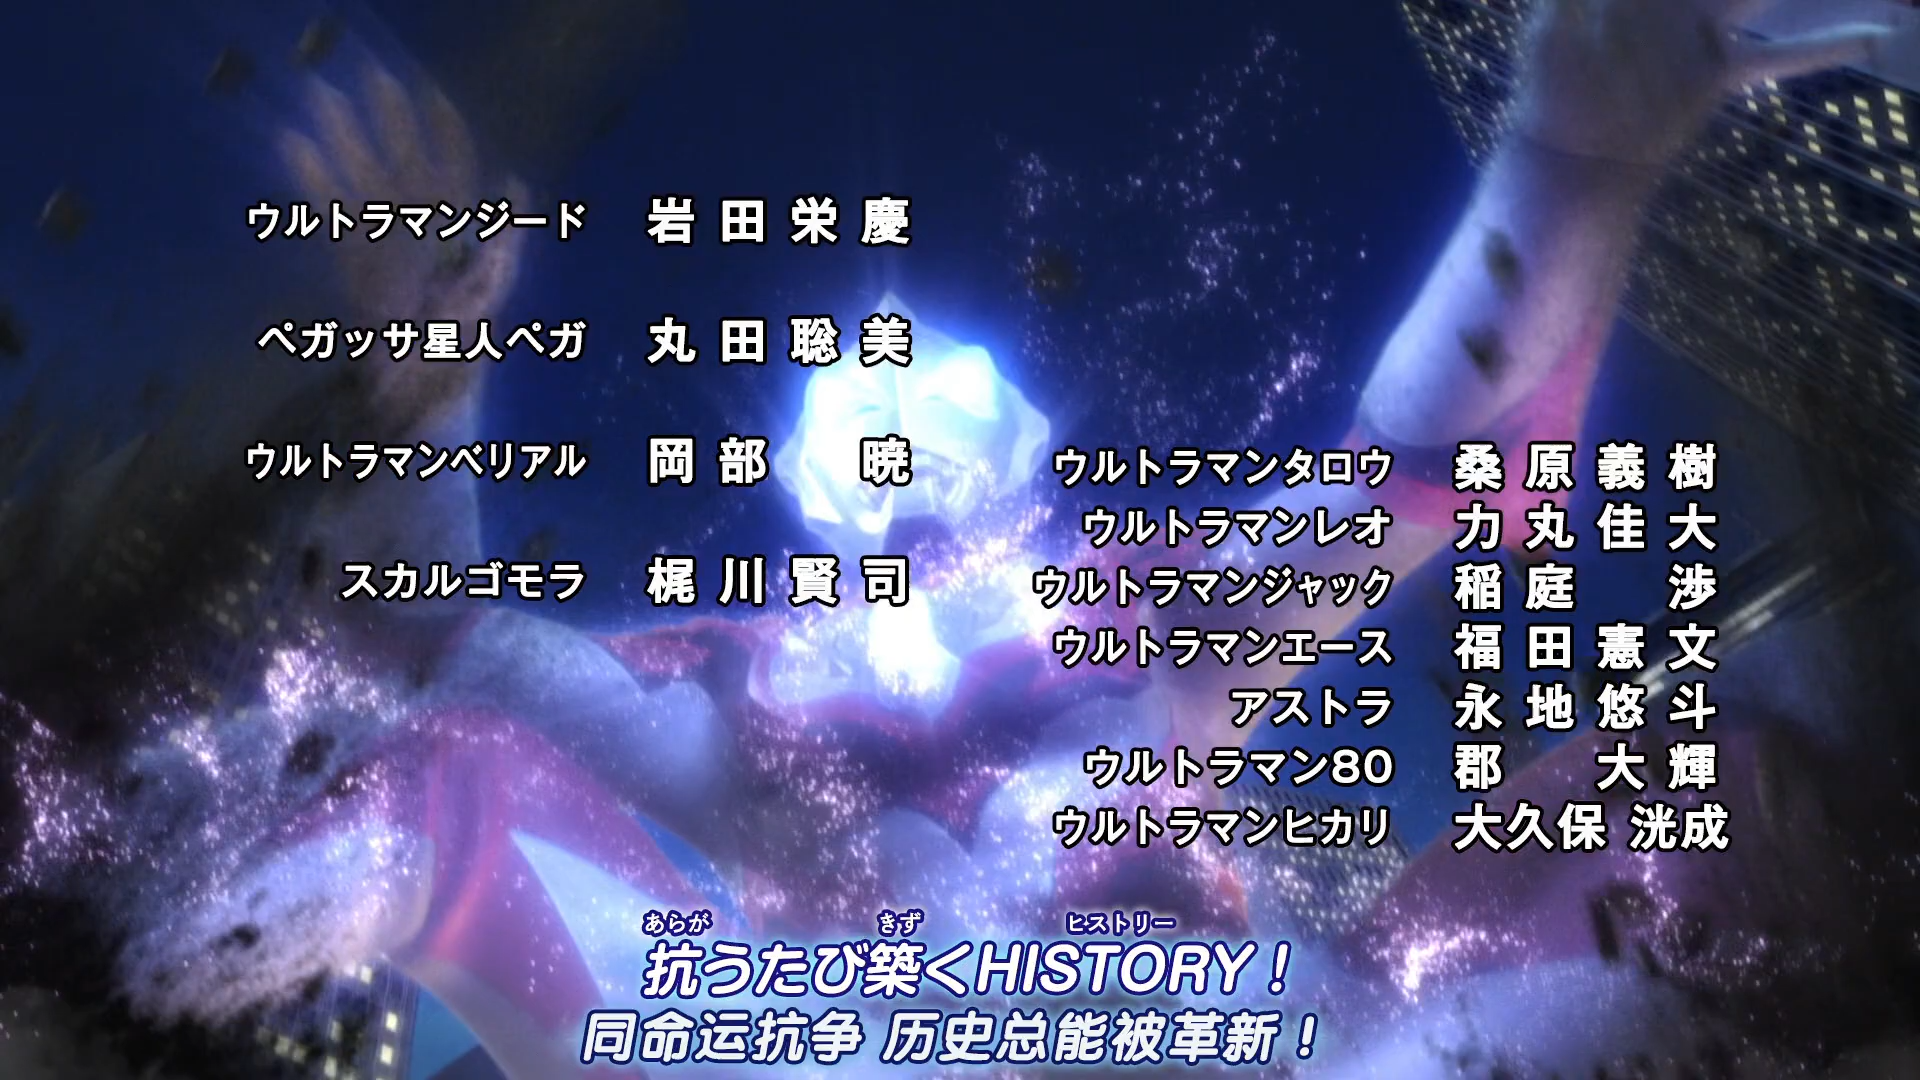 ウルトラマンジード 岩田栄慶
ペガッサ星人ペガ 丸田聡美
ウルトラマンベリアル 岡部 暁
スカルゴモラ 梶川賢司
ウルトラマンタロウ 桑原義樹
ウルトラマンレオ 力丸佳大
ウルトラマンジャック 稲庭 渉
ウルトラマンエース 福田憲文
アストラ 永地悠斗
ウルトラマン80 郡 大輝
ウルトラマンヒカリ 大久保 洸成
あらが きず ヒストリー
抗うたび築くHISTORY！
同命运抗争 历史总能被革新！